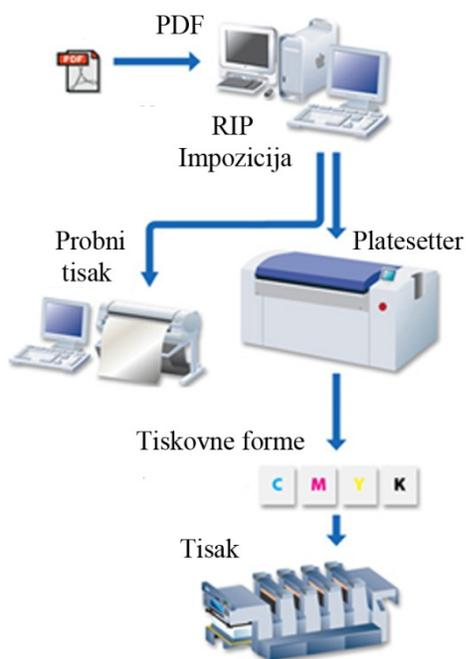 PDF
PDF
RIP
Impozicija
Probni
tisak
Platesetter
Tiskovne forme
C M Y K
Tisak